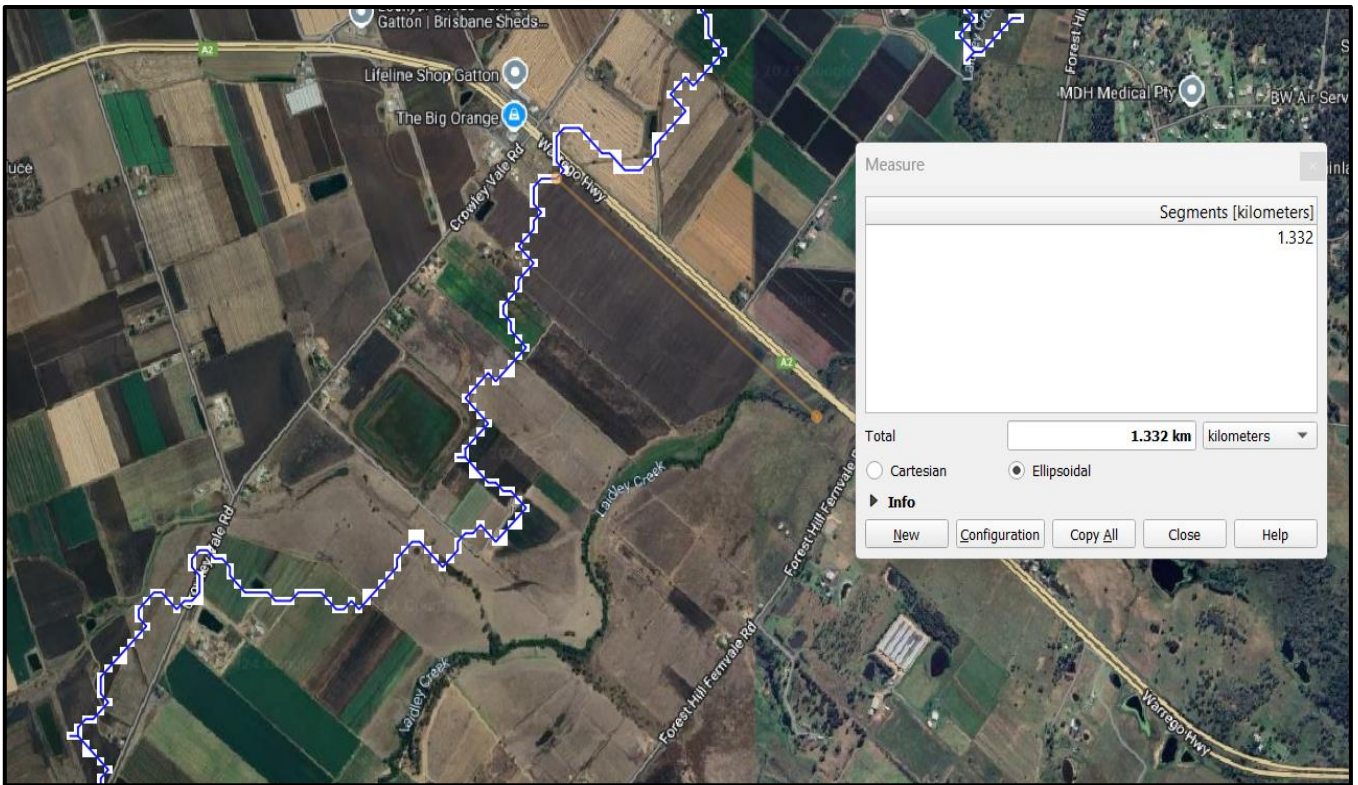 Gatton | Brisbane Sheds...
A2
Lifeline Shop Gatton
The Big Orange
Crowley Vale Rd
Warrego Hwy
Forest Hill
MDH Medical Pty
BW Air Serv
uce
Measure
Segments [kilometers]
1.332
Total
1.332 km
kilometers
Cartesian
Ellipsoidal
Info
New
Configuration
Copy All
Close
Help
A2
Laidley Creek
Forest Hill Fernvale R
Crowley Vale Rd
Forest Hill Fernvale Rd
Laidley Creek
Warrego Hwy